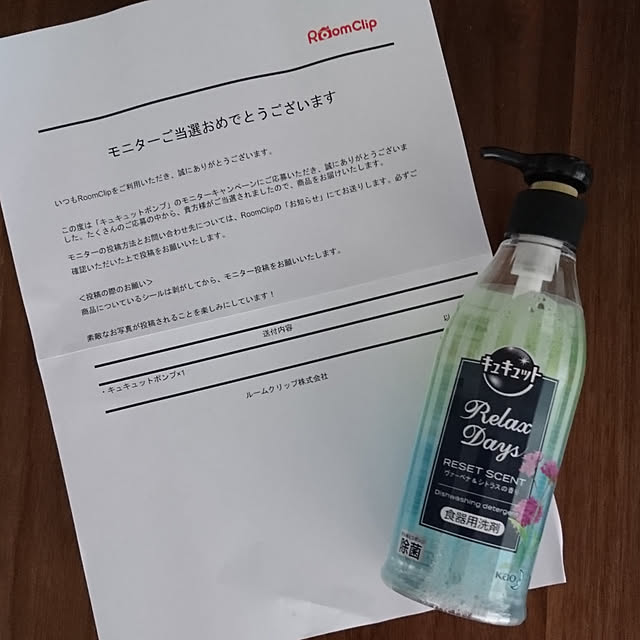 RoomClip
モニターご当選おめでとうございます
いつもRoomClipをご利用いただき、誠にありがとうございます。
この度は「キュキュットポンプ」のモニターキャンペーンにご応募いただき、誠にありがとうございま
した。たくさんのご応募の中から、貴方様がご当選されましたので、商品をお届けいたします。
モニターの投稿方法とお問い合わせ先については、RoomClipの「お知らせ」にてお送りします。必ずご
確認いただいた上で投稿をお願いいたします。
<投稿の際のお願い>
商品についているシールは剥がしてから、モニター投稿をお願いいたします。
素敵なお写真が投稿されることを楽しみにしています！
送付内容
以
・キュキュットポンプ×1
ルームクリップ株式会社
キュキュット
Relax
Days
RESET SCENT
ヴァーベナ&シトラスの香り
Dishwashing detergent
食器用洗剤
除菌
Kao